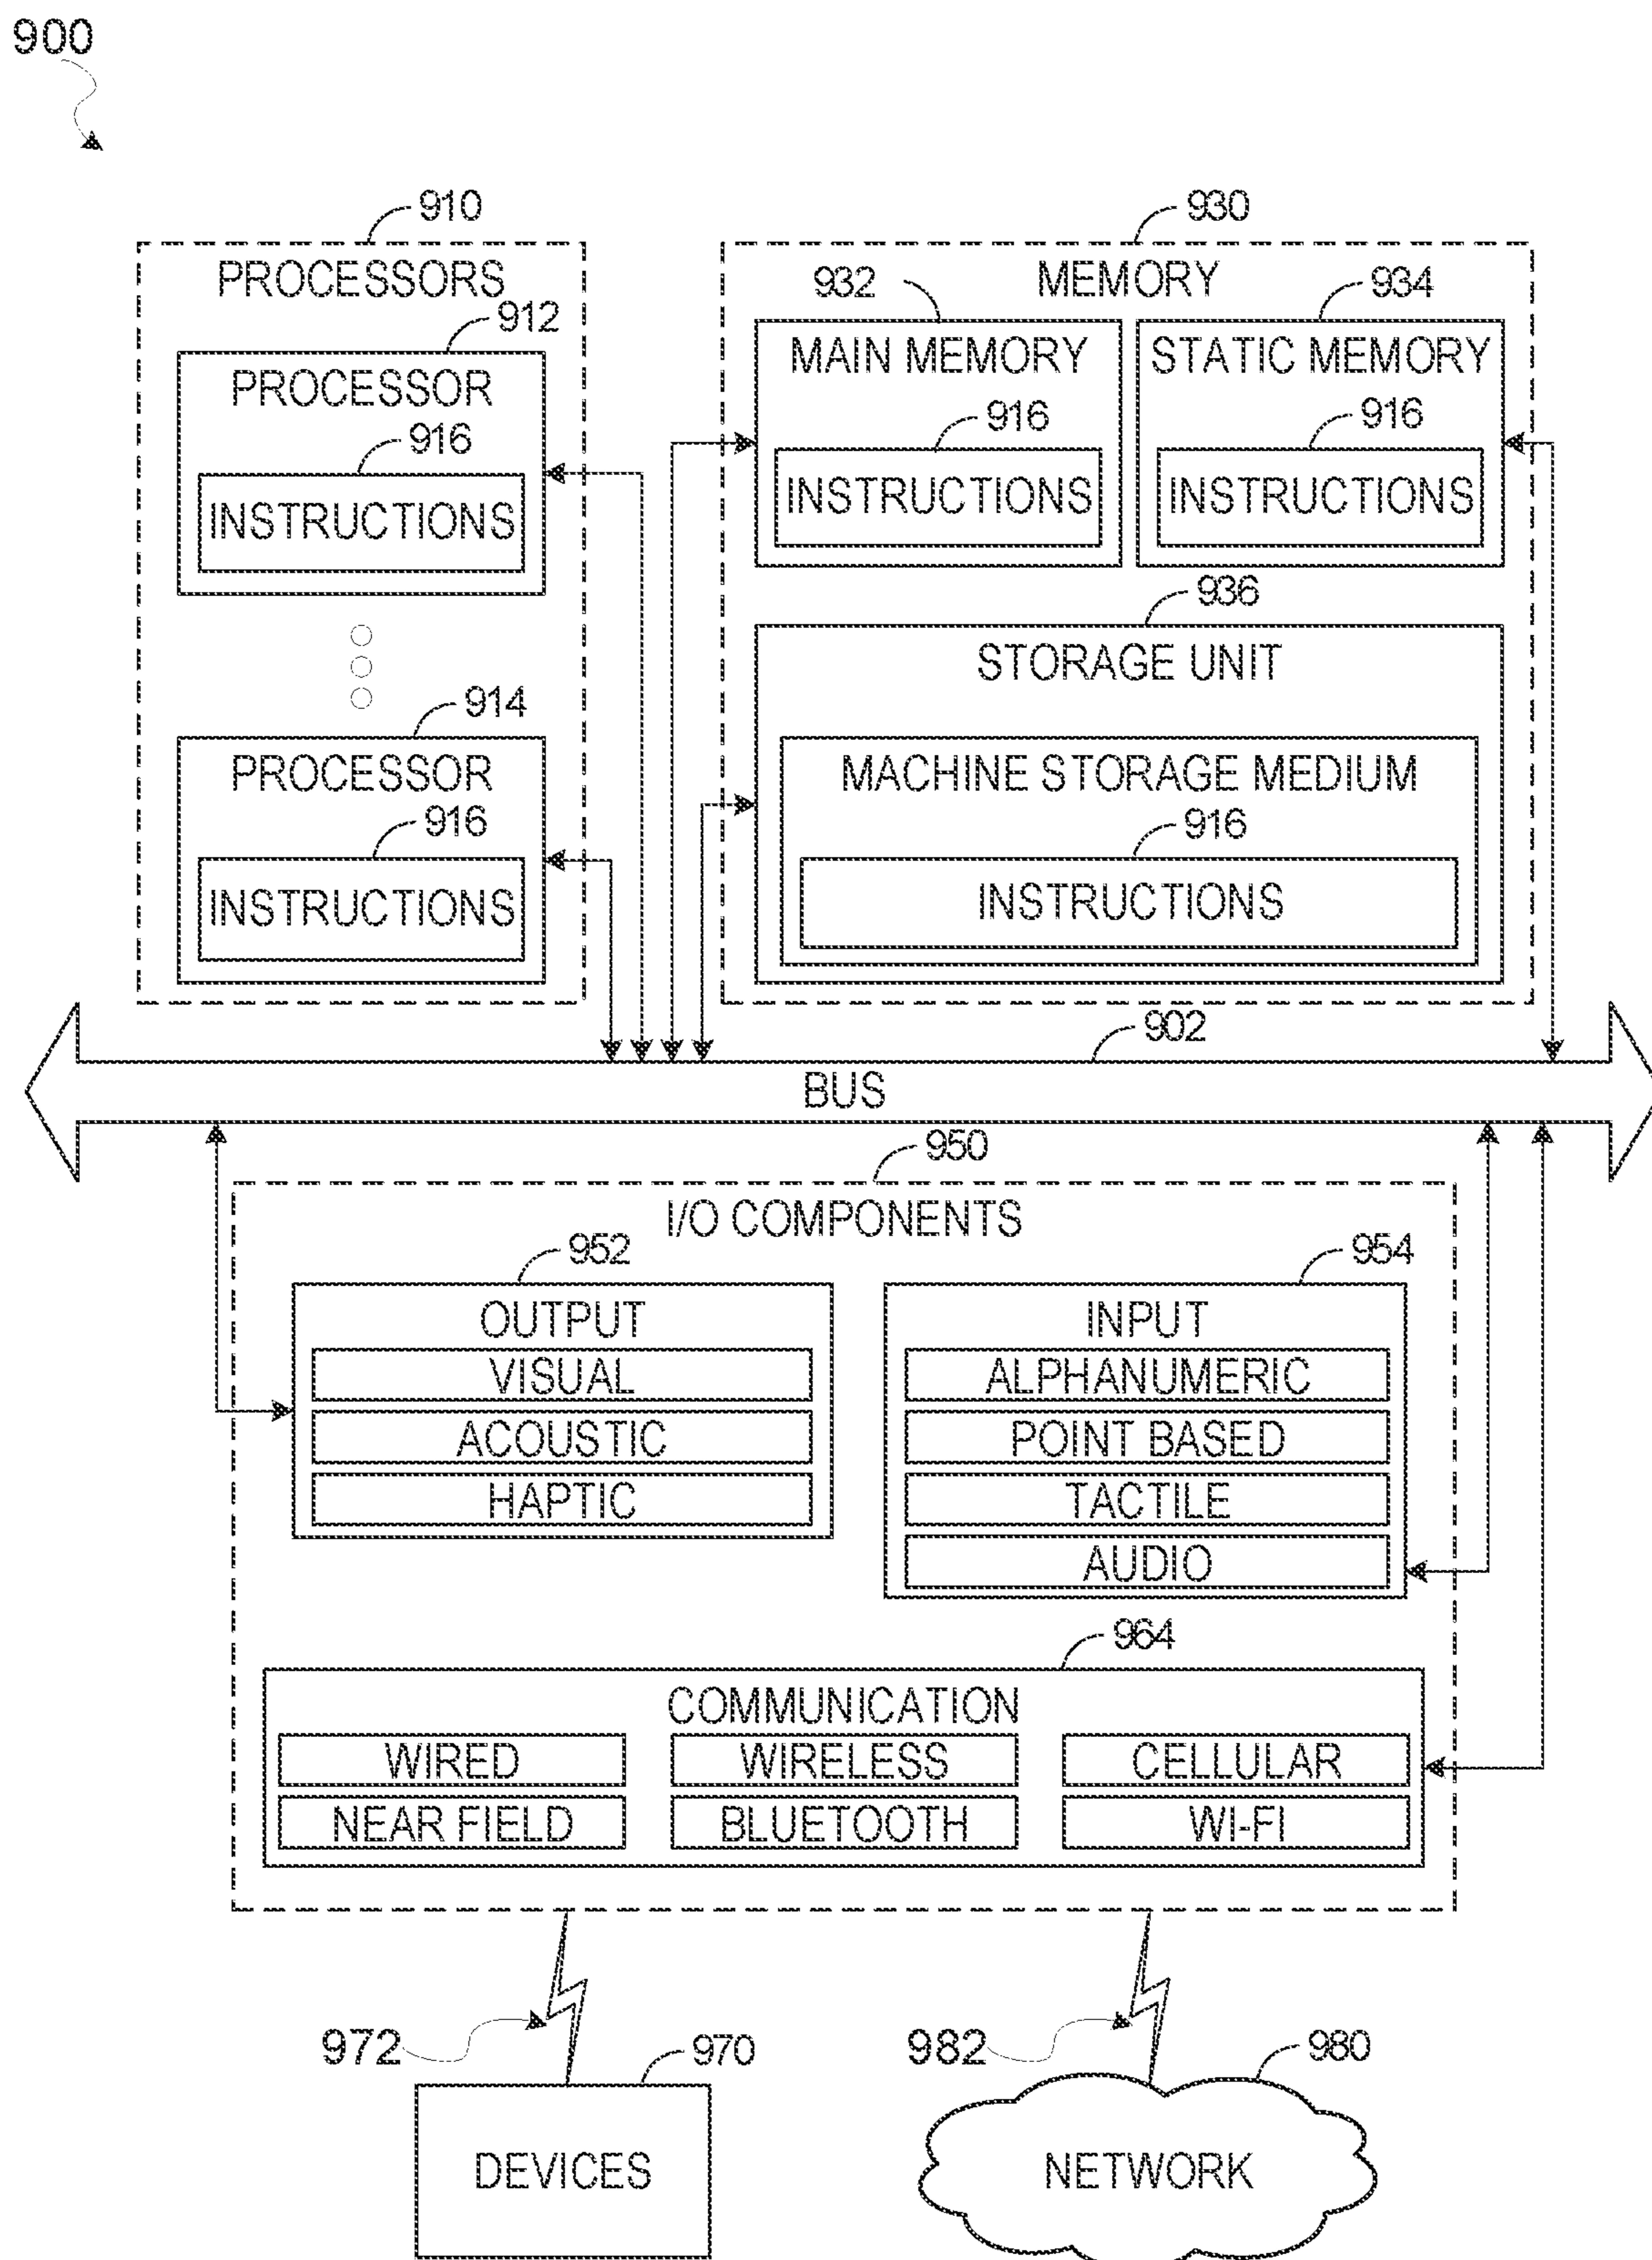 900
910
930
PROCESSORS
MEMORY
932
934
912
MAIN MEMORY
STATIC MEMORY
PROCESSOR
916
916
916
INSTRUCTIONS
INSTRUCTIONS
INSTRUCTIONS
936
STORAGE UNIT
914
PROCESSOR
MACHINE STORAGE MEDIUM
916
916
INSTRUCTIONS
INSTRUCTIONS
902
BUS
950
I/O COMPONENTS
952
954
OUTPUT
INPUT
VISUAL
ALPHANUMERIC
ACOUSTIC
POINT BASED
HAPTIC
TACTILE
AUDIO
964
COMMUNICATION
WIRED
WIRELESS
CELLULAR
NEAR FIELD
BLUETOOTH
WI-FI
972
970
982
980
DEVICES
NETWORK